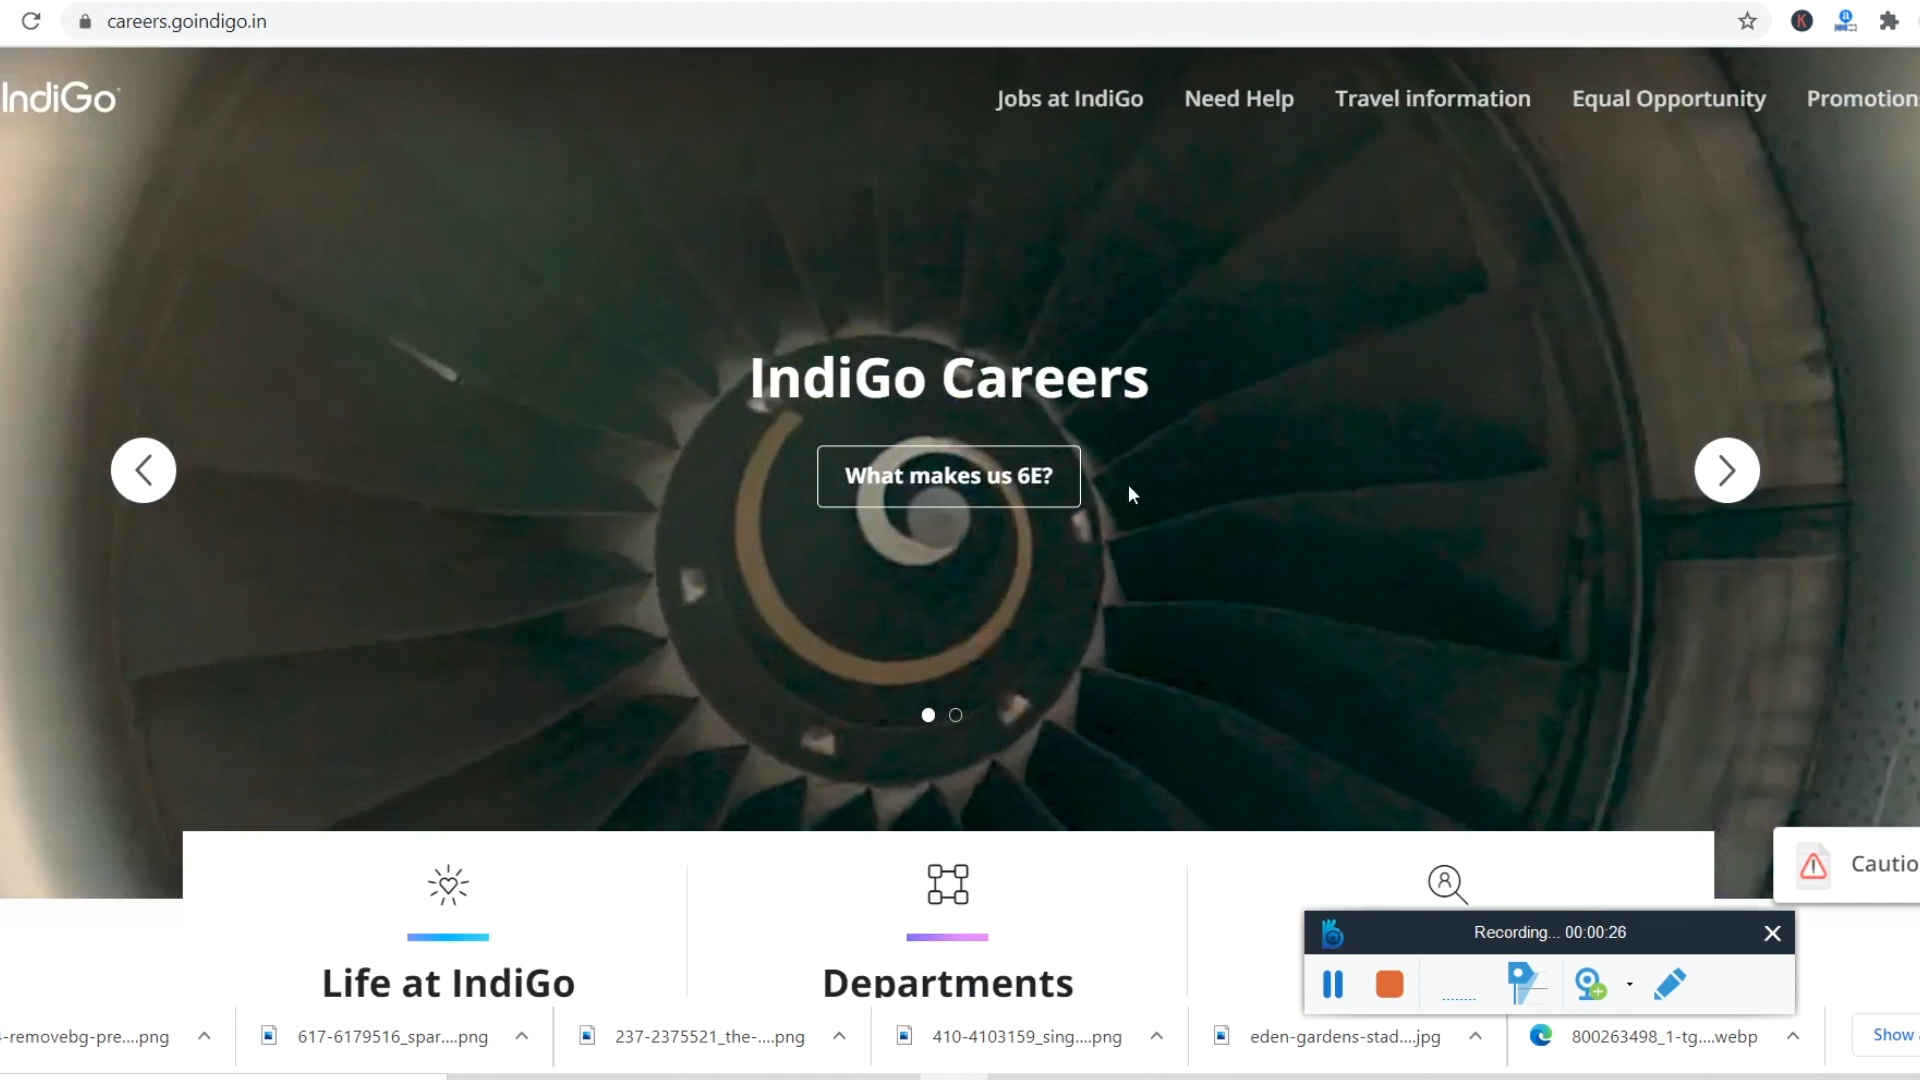 careers.goindigo.in
IndiGo
Jobs at IndiGo
Need Help
Travel information
Equal Opportunity
Promotion
IndiGo Careers
What makes us 6E?
Life at IndiGo
Departments
Cautio
Recording... 00:00:26
-removebg-pre....png
617-6179516_spar....png
237-2375521_the-....png
410-4103159_sing....png
eden-gardens-stad....jpg
800263498_1-tg....webp
Show